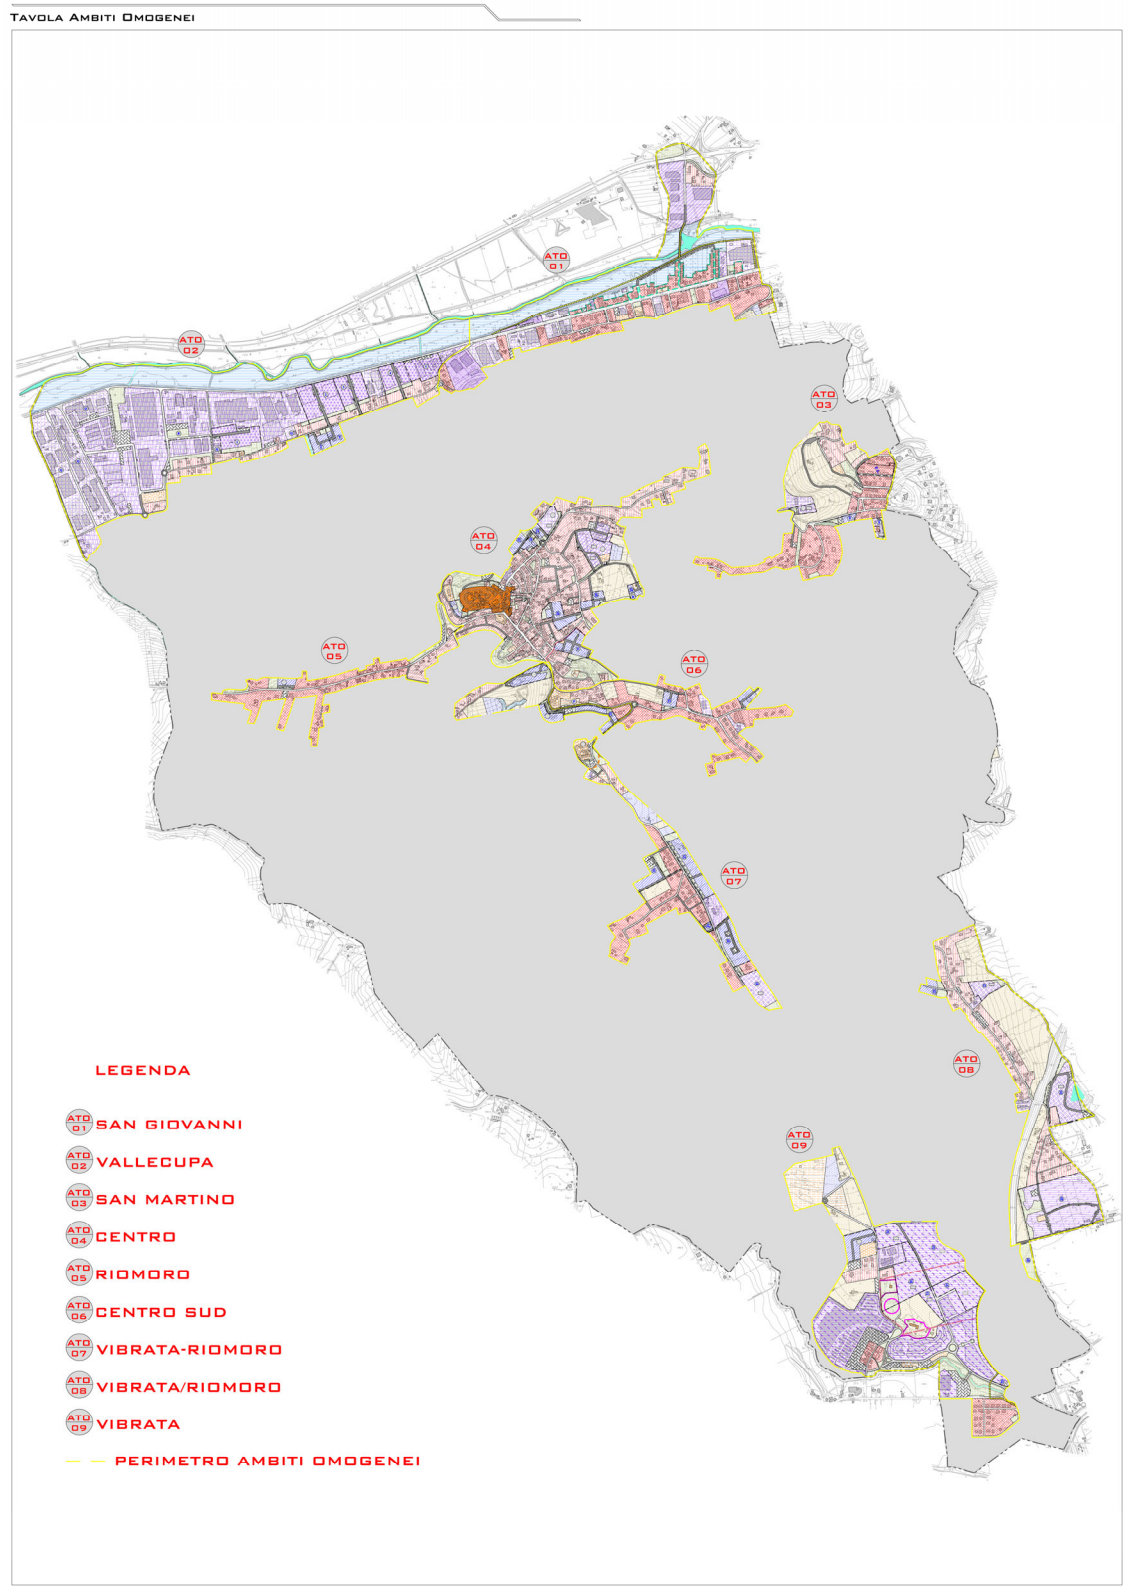 Tavola Ambiti Omogenei
ATO
01
ATO
02
ATO
03
ATO
04
ATO
05
ATO
06
ATO
07
ATO
08
ATO
09
LEGENDA
ATO
01
SAN GIOVANNI
ATO
02
VALLECUPA
ATO
03
SAN MARTINO
ATO
04
CENTRO
ATO
05
RIOMORO
ATO
06
CENTRO SUD
ATO
07
VIBRATA-RIOMORO
ATO
08
VIBRATA/RIOMORO
ATO
09
VIBRATA
PERIMETRO AMBITI OMOGENEI